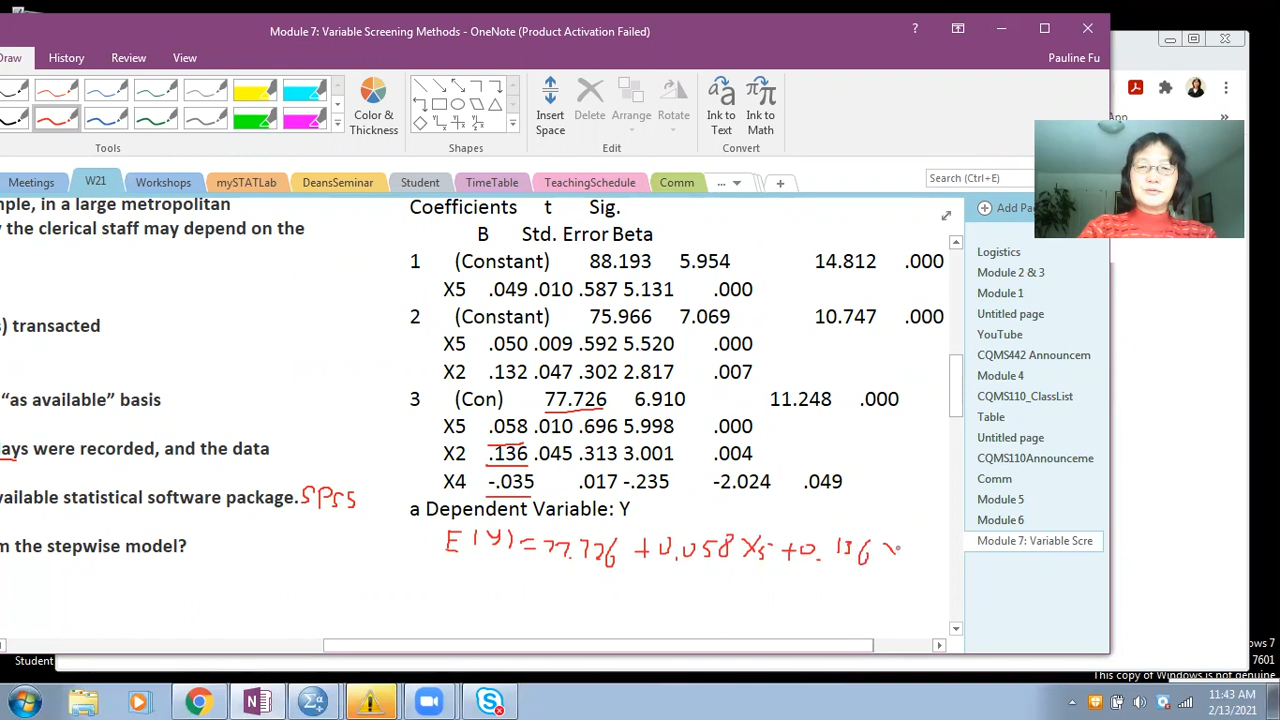 Module 7: Variable Screening Methods - OneNote (Product Activation Failed)
?
Draw History Review View
Pauline Fu
Color & Thickness
Insert Space
Delete
Arrange
Rotate
Ink to Text
Ink to Math
Tools
Shapes
Edit
Convert
App
Meetings W21 Workshops mySTATLab DeansSeminar Student TimeTable TeachingSchedule Comm ...
Search (Ctrl+E)
mple, in a large metropolitan
y the clerical staff may depend on the
s) transacted
“as available” basis
lays were recorded, and the data
vailable statistical software package. SPSS
m the stepwise model?
Coefficients t Sig.
B Std. Error Beta
1 (Constant) 88.193 5.954 14.812 .000
X5 .049 .010 .587 5.131 .000
2 (Constant) 75.966 7.069 10.747 .000
X5 .050 .009 .592 5.520 .000
X2 .132 .047 .302 2.817 .007
3 (Con) 77.726 6.910 11.248 .000
X5 .058 .010 .696 5.998 .000
X2 .136 .045 .313 3.001 .004
X4 -.035 .017 -.235 -2.024 .049
a Dependent Variable: Y
E(Y) = 77.726 + 0.058 X5 + 0.136
Add Pa
Logistics
Module 2 & 3
Module 1
Untitled page
YouTube
CQMS442 Announcem
Module 4
CQMS110_ClassList
Table
Untitled page
CQMS110Announceme
Comm
Module 5
Module 6
Module 7: Variable Scre
Student
ows 7
7601
This copy of Windows is not genuine
11:43 AM
2/13/2021